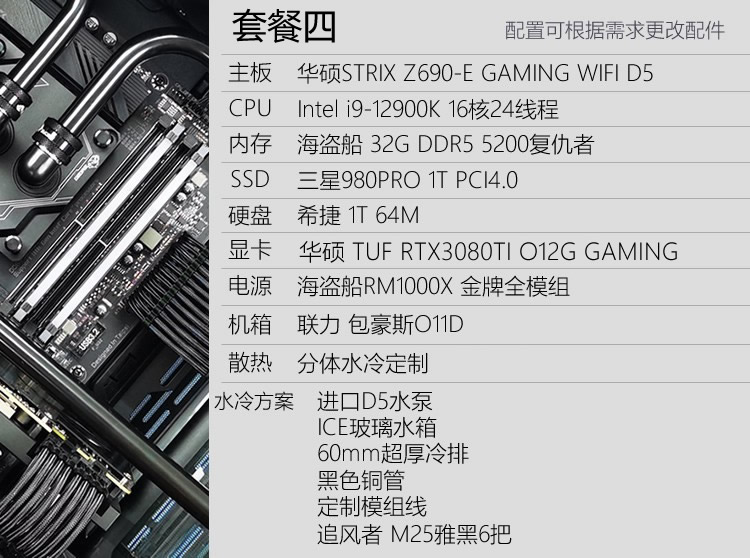 套餐四
配置可根据需求更改配件
主板 华硕STRIX Z690-E GAMING WIFI D5
CPU Intel i9-12900K 16核24线程
内存 海盗船 32G DDR5 5200复仇者
SSD 三星980PRO 1T PCI4.0
硬盘 希捷 1T 64M
显卡 华硕 TUF RTX3080TI O12G GAMING
电源 海盗船RM1000X 金牌全模组
机箱 联力 包豪斯O11D
散热 分体水冷定制
水冷方案 进口D5水泵
ICE玻璃水箱
60mm超厚冷排
黑色铜管
定制模组线
追风者 M25雅黑6把